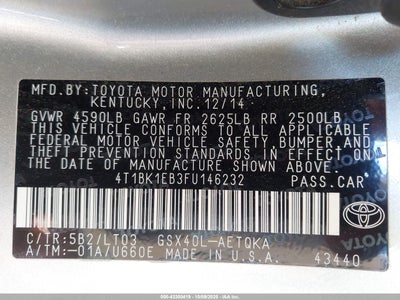 MFD.BY:TOYOTA MOTOR MANUFACTURING,
KENTUCKY,INC.12/14
GVWR 4590LB GAWR FR 2625LB RR 2500LB
THIS VEHICLE CONFORMS TO ALL APPLICABLE
FEDERAL MOTOR VEHICLE SAFETY, BUMPER, AND
THEFT PREVENTION STANDARDS IN EFFECT ON THE
DATE OF MANUFACTURE SHOWN ABOVE.
4T1BK1EB3FU146232 PASS.CAR
C/TR:5B2/LT03 GSX40L-AETQKA
A/TM:-01A/U660E MADE IN U.S.A.
43440
TOYOTA